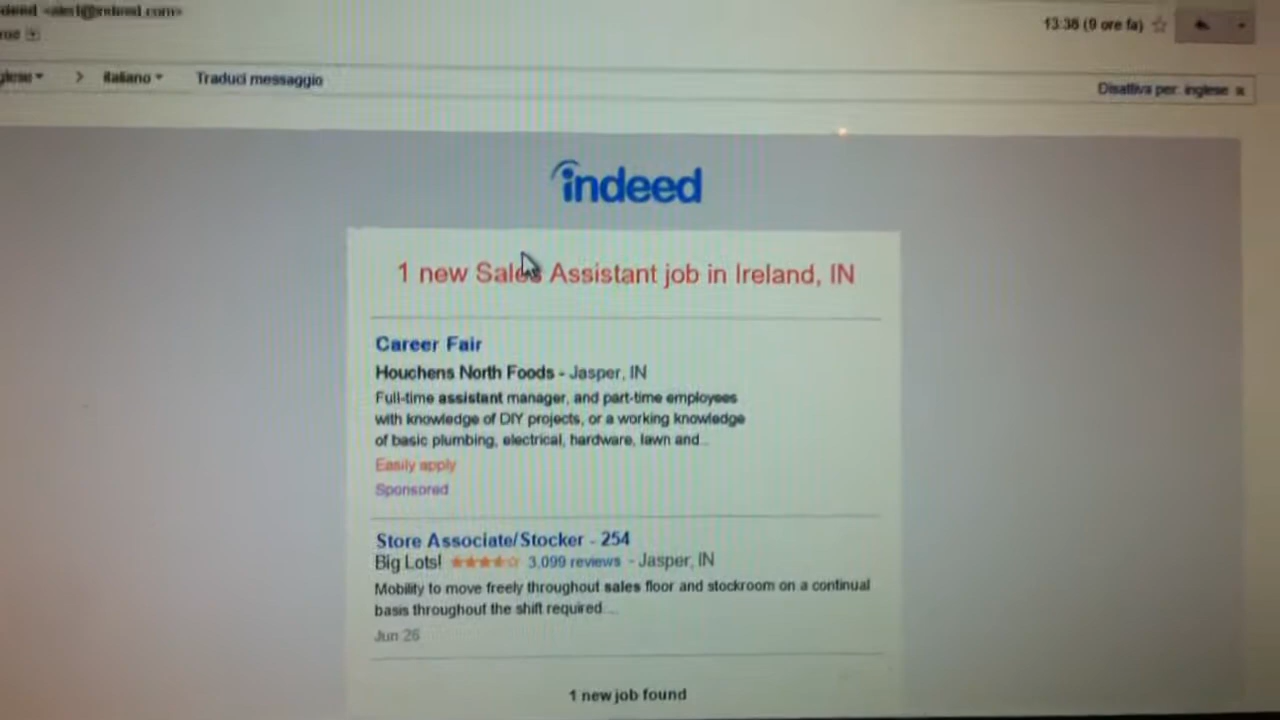 13:38 (9 ore fa)
italiano
Traduci messaggio
Disattiva per: inglese x
indeed
1 new Sales Assistant job in Ireland, IN
Career Fair
Houchens North Foods - Jasper, IN
Full-time assistant manager, and part-time employees
with knowledge of DIY projects, or a working knowledge
of basic plumbing, electrical, hardware, lawn and...
Easily apply
Sponsored
Store Associate/Stocker - 254
Big Lots! 3,099 reviews - Jasper, IN
Mobility to move freely throughout sales floor and stockroom on a continual
basis throughout the shift required....
Jun 26
1 new job found